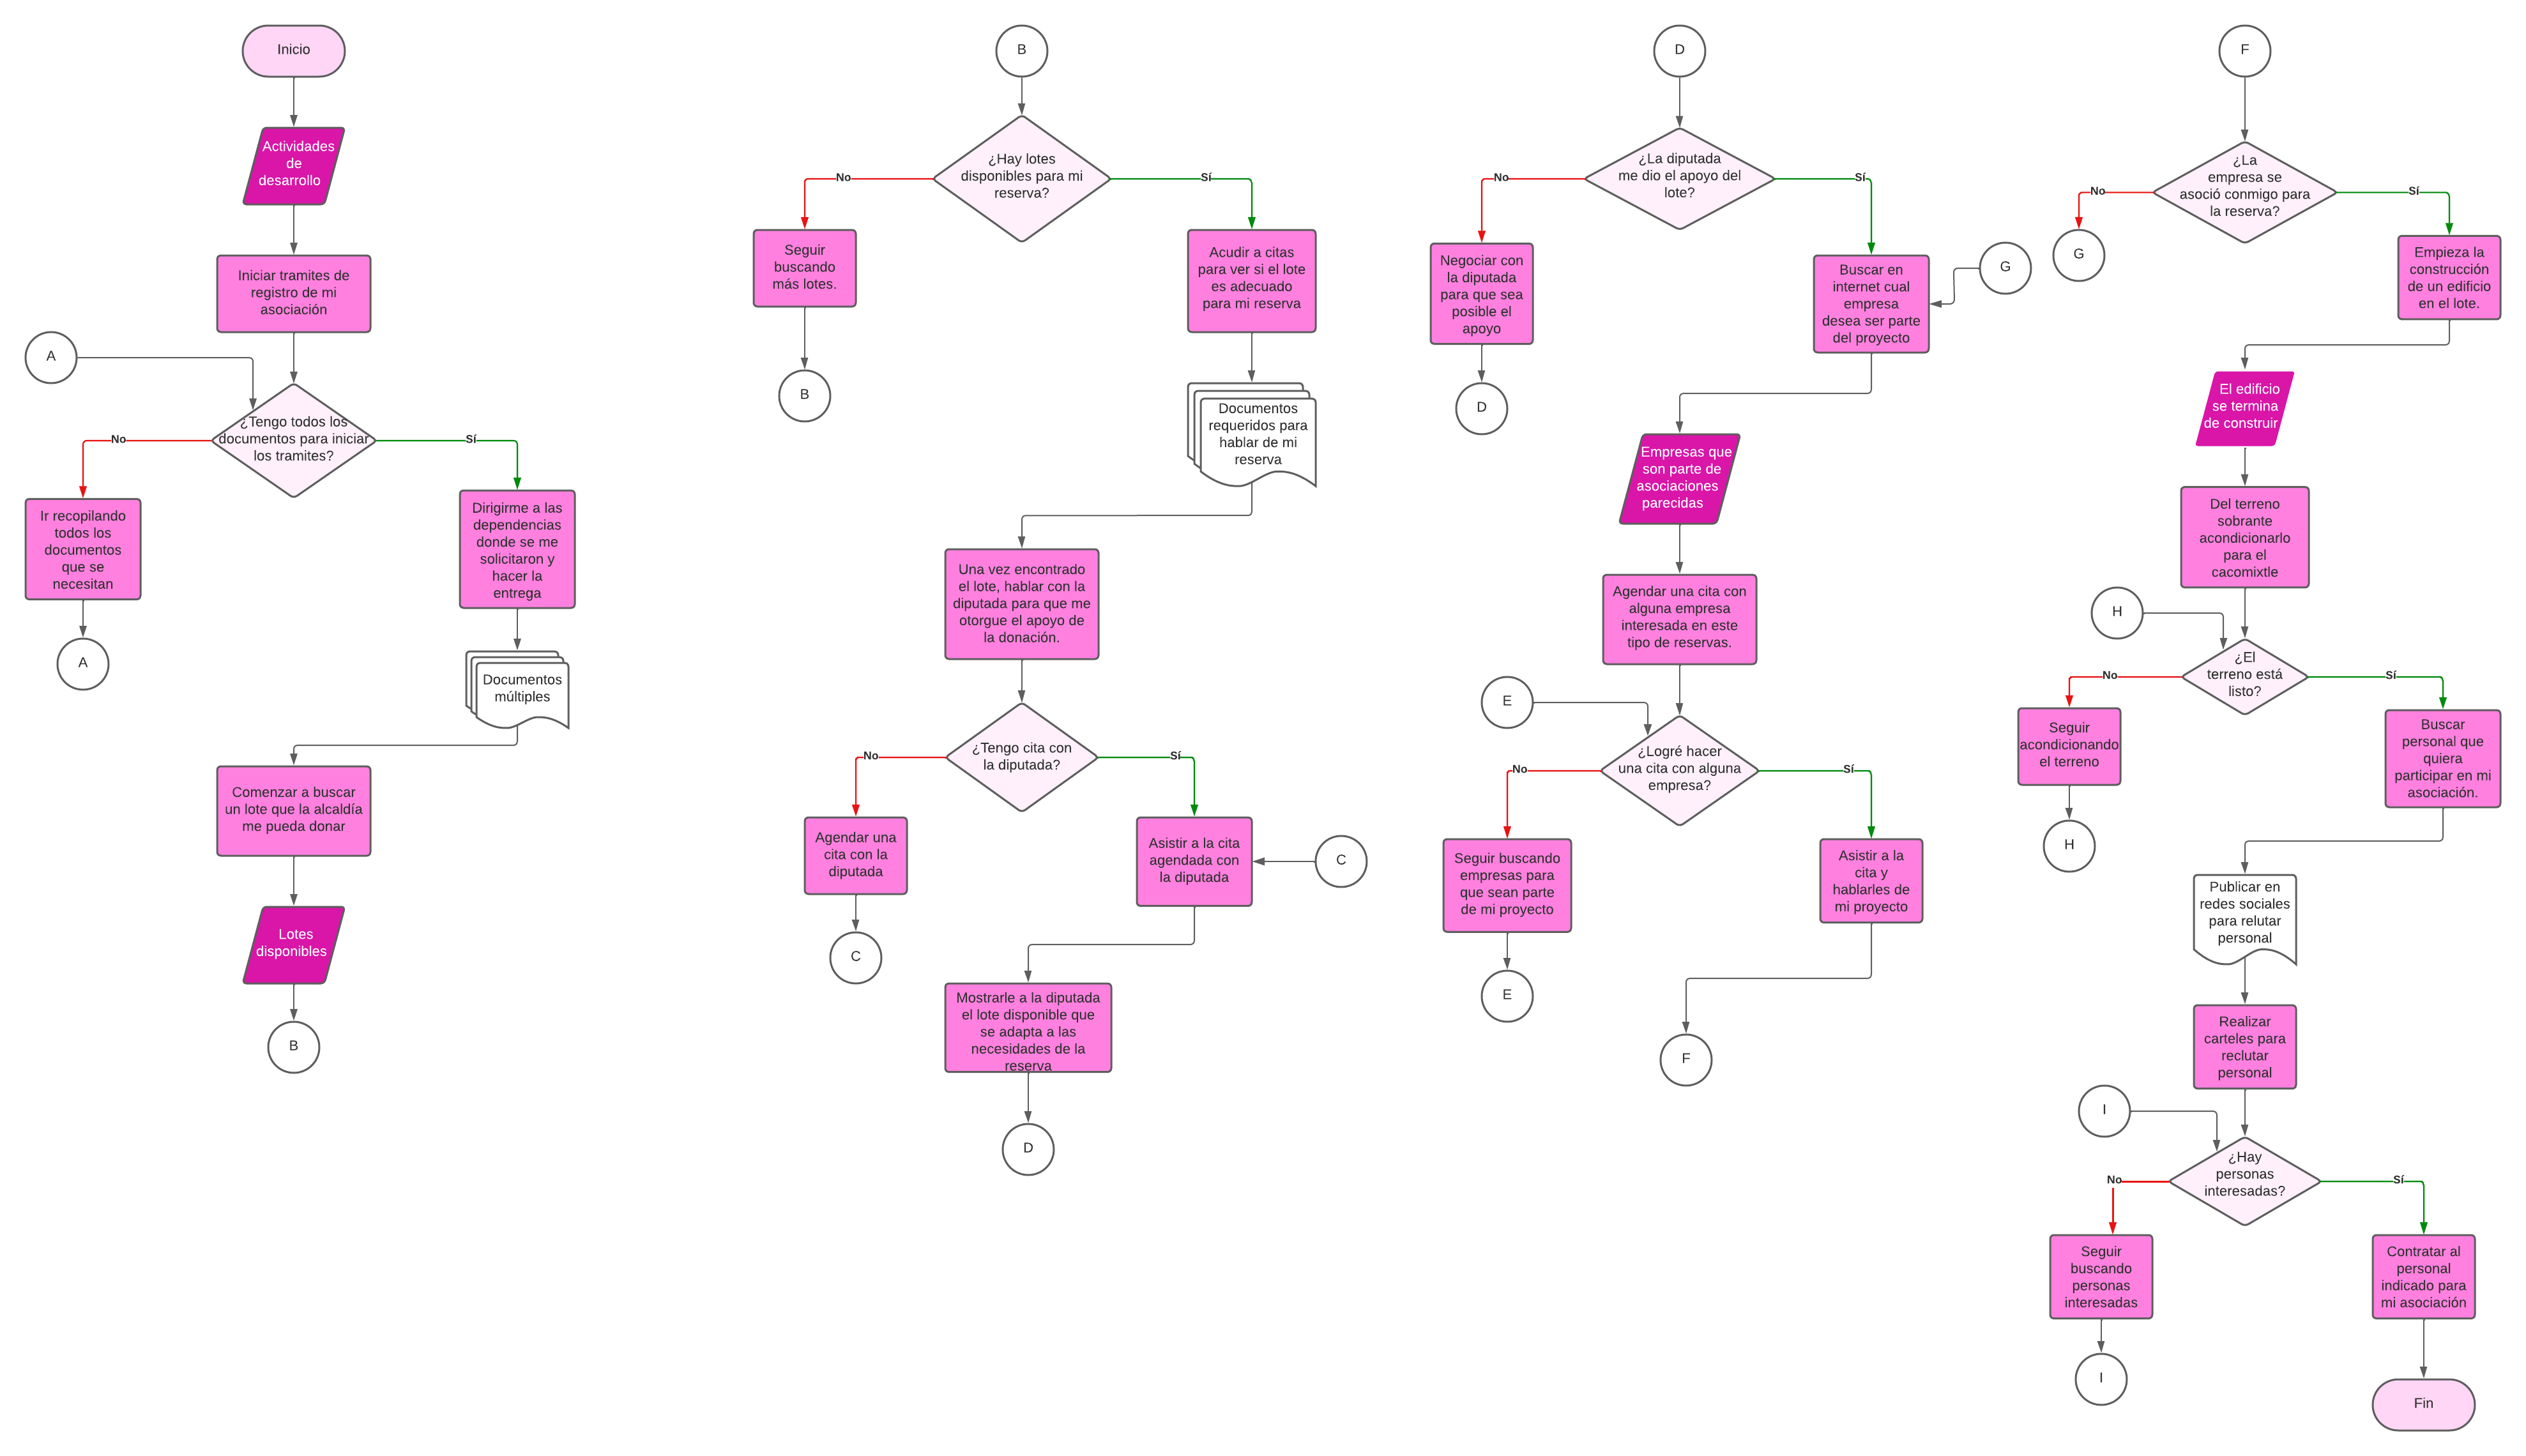 Inicio
Actividades
de
desarrollo
Iniciar tramites de
registro de mi
asociación
A
¿Tengo todos los
documentos para iniciar
los tramites?
No
Sí
Ir recopilando
todos los
documentos
que se
necesitan
A
Dirigirme a las
dependencias
donde se me
solicitaron y
hacer la
entrega
Documentos
múltiples
Comenzar a buscar
un lote que la alcaldía
me pueda donar
Lotes
disponibles
B
B
¿Hay lotes
disponibles para mi
reserva?
No
Sí
Seguir
buscando
más lotes.
B
Acudir a citas
para ver si el lote
es adecuado
para mi reserva
Documentos
requeridos para
hablar de mi
reserva
Una vez encontrado
el lote, hablar con la
diputada para que me
otorgue el apoyo de
la donación.
¿Tengo cita con
la diputada?
No
Sí
Agendar una
cita con la
diputada
C
Asistir a la cita
agendada con
la diputada
C
Mostrarle a la diputada
el lote disponible que
se adapta a las
necesidades de la
reserva
D
D
¿La diputada
me dio el apoyo del
lote?
No
Sí
Negociar con
la diputada
para que sea
posible el
apoyo
D
Buscar en
internet cual
empresa
desea ser parte
del proyecto
G
Empresas que
son parte de
asociaciones
parecidas
Agendar una cita con
alguna empresa
interesada en este
tipo de reservas.
E
¿Logré hacer
una cita con alguna
empresa?
No
Sí
Seguir buscando
empresas para
que sean parte
de mi proyecto
E
Asistir a la
cita y
hablarles de
mi proyecto
F
F
¿La
empresa se
asoció conmigo para
la reserva?
No
Sí
G
Empieza la
construcción
de un edificio
en el lote.
El edificio
se termina
de construir
Del terreno
sobrante
acondicionarlo
para el
cacomixtle
H
¿El
terreno está
listo?
No
Sí
Seguir
acondicionando
el terreno
H
Buscar
personal que
quiera
participar en mi
asociación.
Publicar en
redes sociales
para relutar
personal
Realizar
carteles para
reclutar
personal
I
¿Hay
personas
interesadas?
No
Sí
Seguir
buscando
personas
interesadas
I
Contratar al
personal
indicado para
mi asociación
Fin